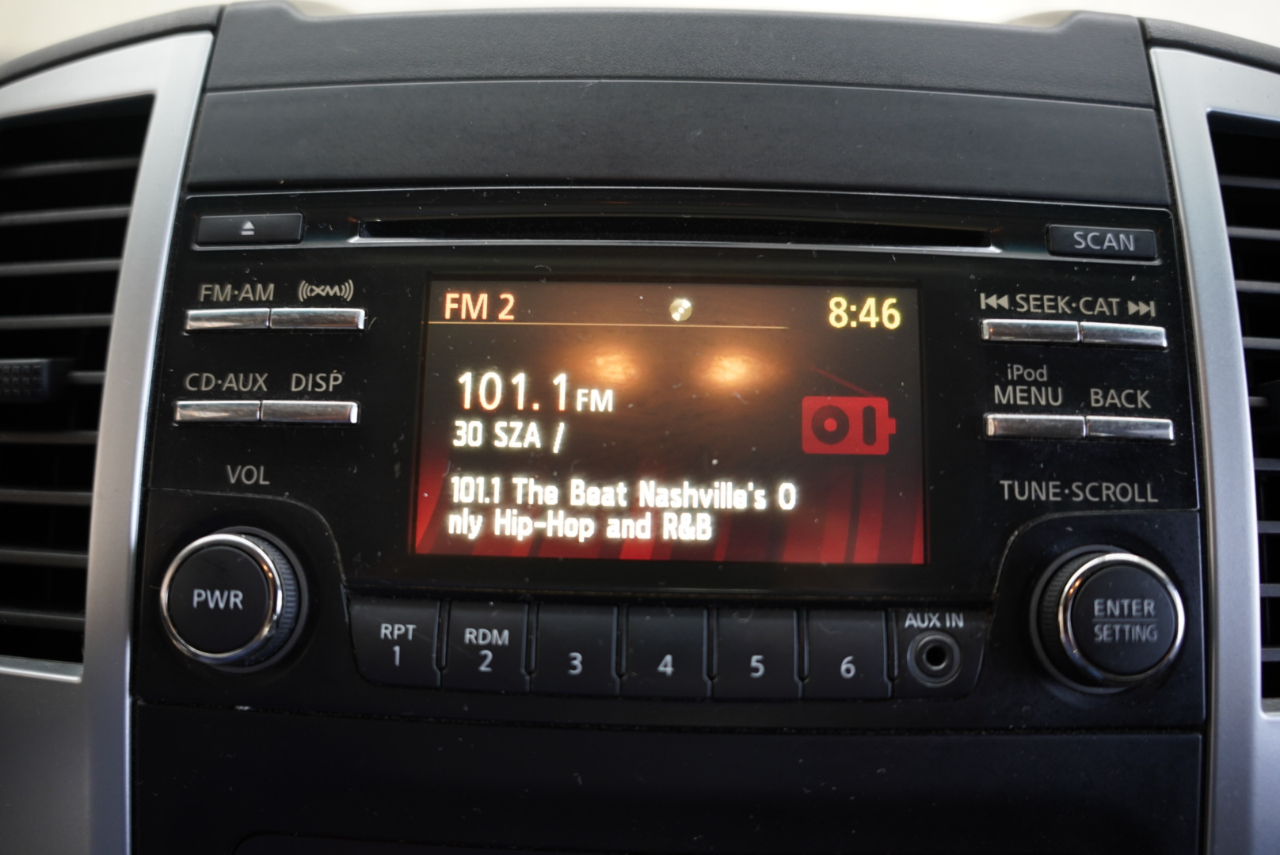 SCAN
FM·AM
((XM))
SEEK·CAT
CD·AUX
DISP
iPod
MENU
BACK
VOL
TUNE·SCROLL
FM 2
8:46
101.1 FM
30 SZA /
101.1 The Beat Nashville's O
nly Hip-Hop and R&B
PWR
RPT
1
RDM
2
3
4
5
6
AUX IN
ENTER
SETTING